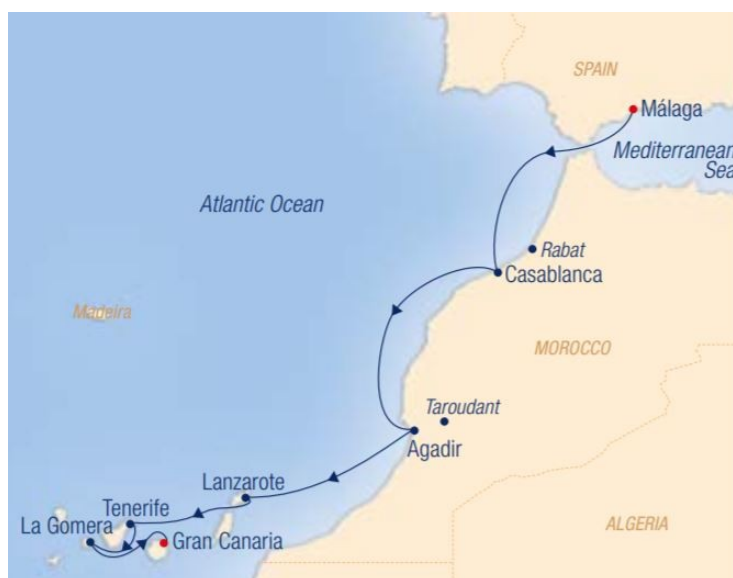 SPAIN
Málaga
Mediterranean
Sea
Atlantic Ocean
Rabat
Casablanca
Madeira
MOROCCO
Taroudant
Agadir
Lanzarote
Tenerife
La Gomera
Gran Canaria
ALGERIA